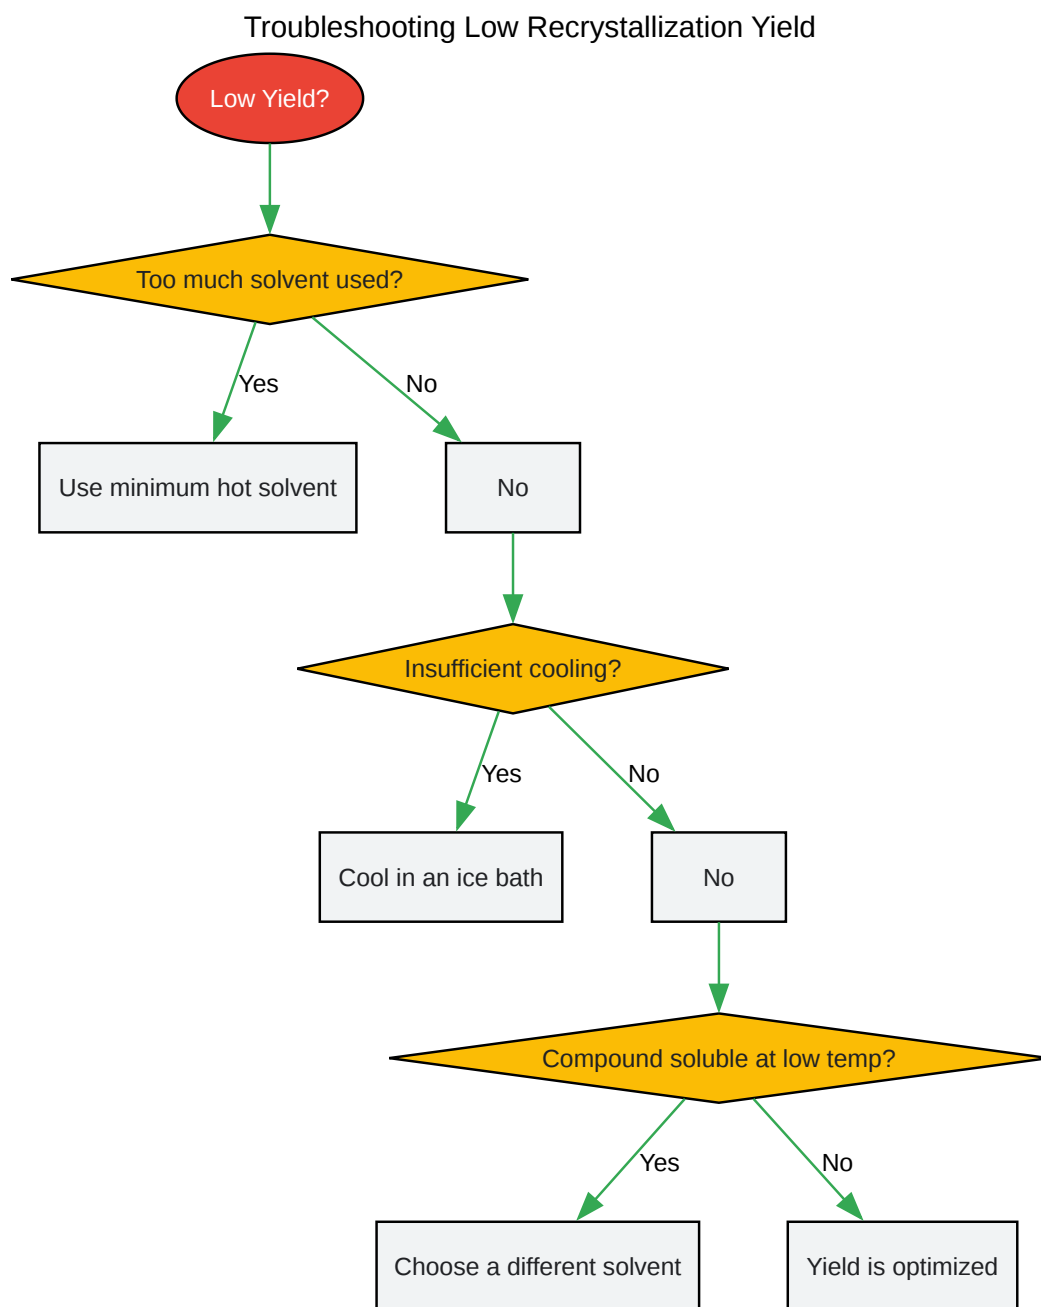 Troubleshooting Low Recrystallization Yield
Low Yield?
Too much solvent used?
Yes
No
Use minimum hot solvent
No
Insufficient cooling?
Yes
No
Cool in an ice bath
No
Compound soluble at low temp?
Yes
No
Choose a different solvent
Yield is optimized